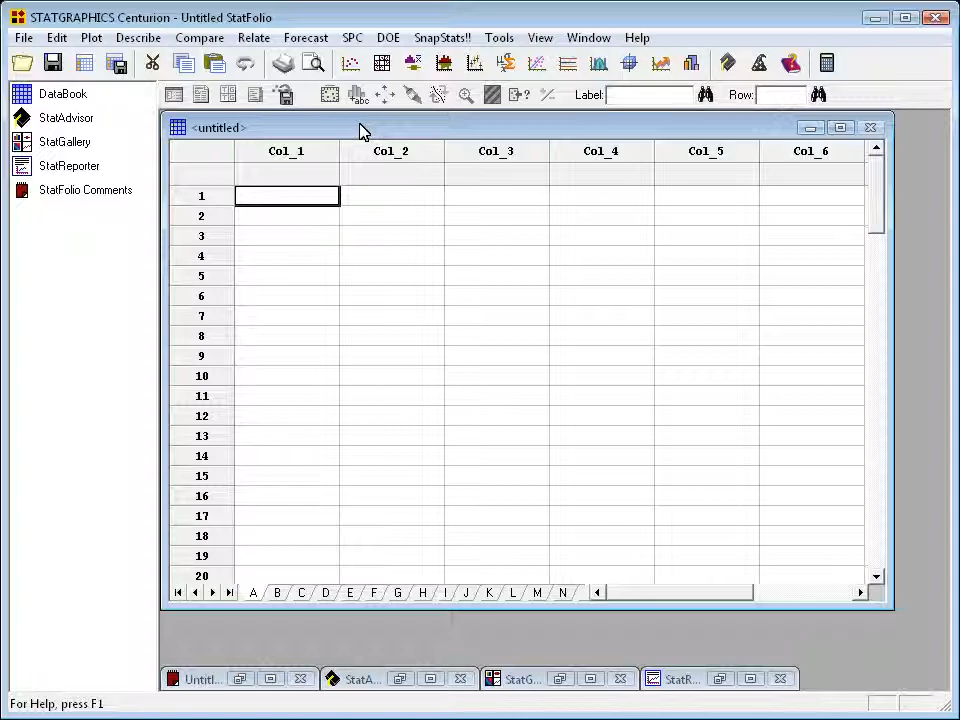 STATGRAPHICS Centurion - Untitled StatFolio
File Edit Plot Describe Compare Relate Forecast SPC DOE SnapStats!! Tools View Window Help
Label: Row:
DataBook
StatAdvisor
StatGallery
StatReporter
StatFolio Comments
<untitled>
Col_1 Col_2 Col_3 Col_4 Col_5 Col_6
1
2
3
4
5
6
7
8
9
10
11
12
13
14
15
16
17
18
19
20
A B C D E F G H I J K L M N
Untitl... StatA... StatG... StatR...
For Help, press F1